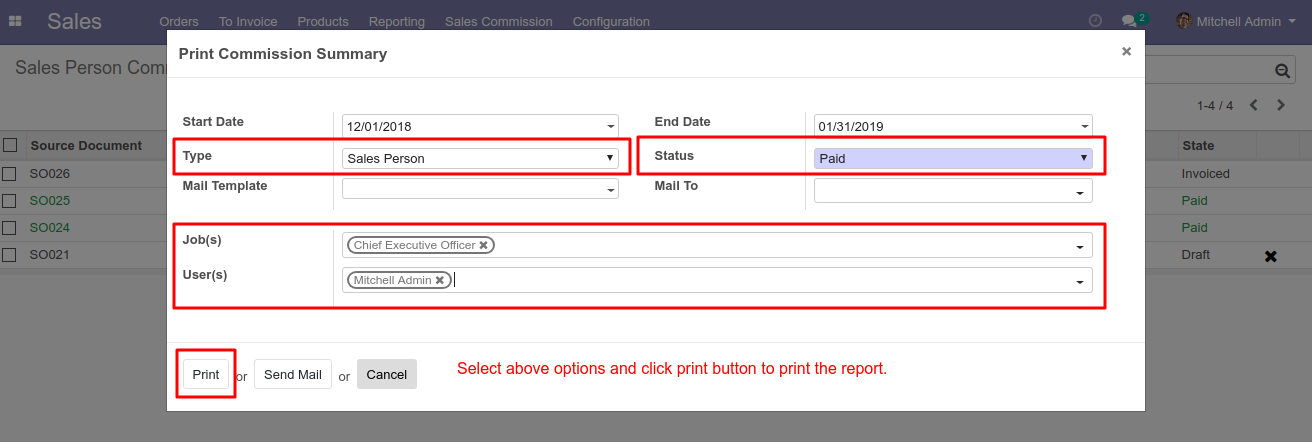 Sales Orders To Invoice Products Reporting Sales Commission Configuration 2 Mitchell Admin
Print Commission Summary ×
Sales Person Com
1-4 / 4
Start Date 12/01/2018 End Date 01/31/2019
Source Document State
Type Sales Person Status Paid
SO026 Invoiced
Mail Template Mail To
SO025 Paid
SO024 Paid
Job(s) Chief Executive Officer ✖
SO021 Draft ✖
User(s) Mitchell Admin ✖
Print or Send Mail or Cancel
Select above options and click print button to print the report.